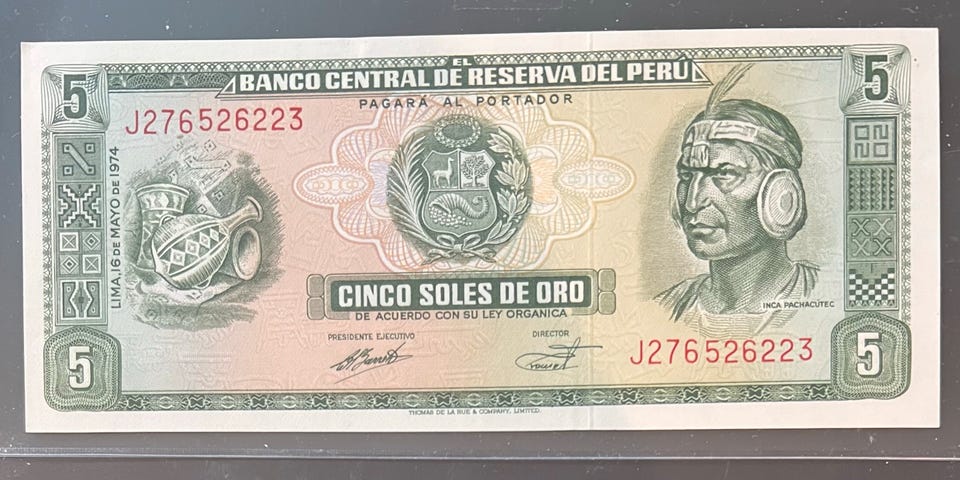 EL
BANCO CENTRAL DE RESERVA DEL PERÚ
PAGARÁ AL PORTADOR
5
5
J276526223
LIMA, 16 DE MAYO DE 1974
CINCO SOLES DE ORO
DE ACUERDO CON SU LEY ORGANICA
INCA PACHACÚTEC
PRESIDENTE EJECUTIVO
DIRECTOR
J276526223
5
5
THOMAS DE LA RUE & COMPANY, LIMITED.